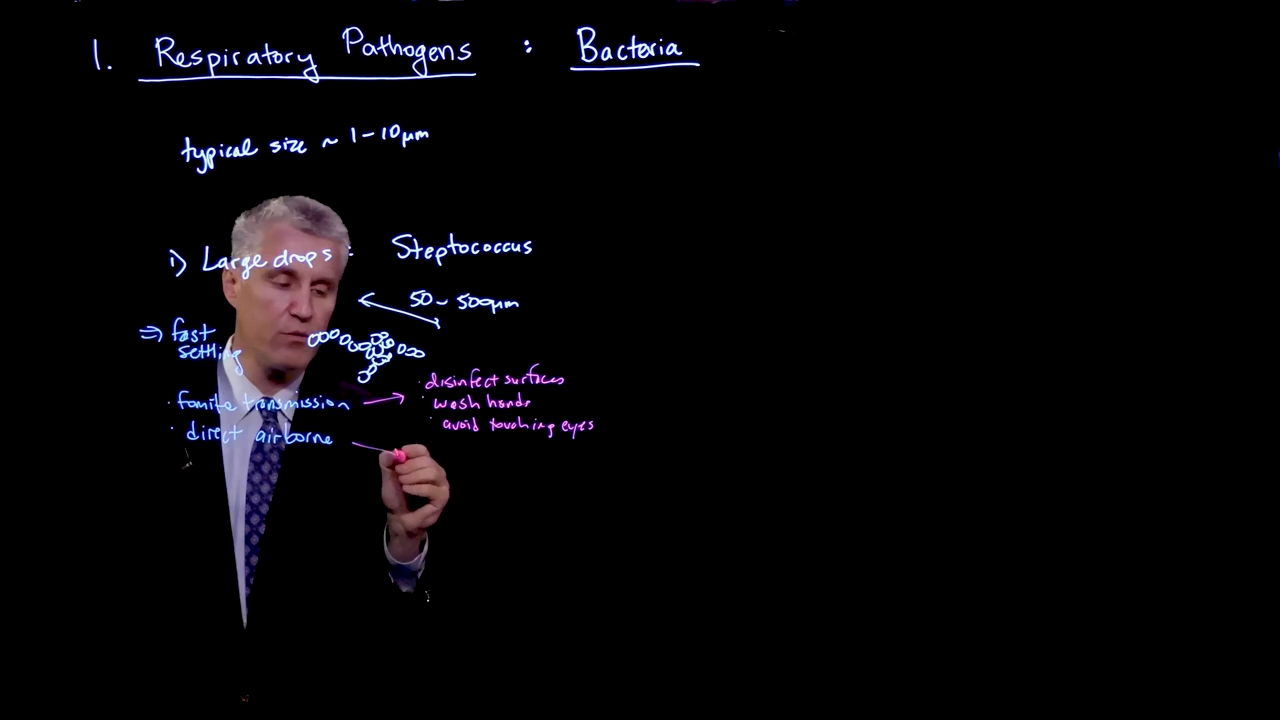 1. Respiratory Pathogens : Bacteria
typical size ~ 1-10μm
i) Large drops : Steptococcus
50 - 500μm
⇒ fast
settling
· fomite transmission →
· disinfect surfaces
· wash hands
· avoid touching eyes
· direct airborne